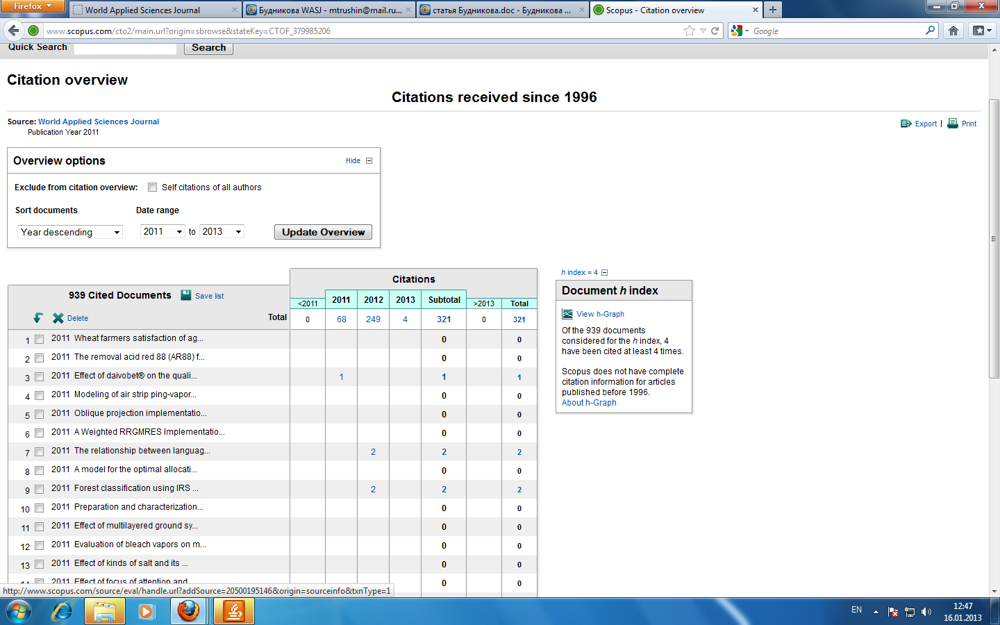 Firefox
World Applied Sciences Journal
Будникова WASJ - mtrushin@mail.ru...
статья Будникова.doc - Будникова ...
Scopus - Citation overview
www.scopus.com/cto2/main.url?origin=sbrowse&stateKey=CTOF_379985206
Google
Quick Search
Search
Citation overview
Citations received since 1996
Source: World Applied Sciences Journal
Publication Year 2011
Export | Print
Overview options
Hide
Exclude from citation overview: Self citations of all authors
Sort documents Date range
Year descending 2011 to 2013 Update Overview
h index = 4
Citations
Document h index
939 Cited Documents Save list
<2011 2011 2012 2013 Subtotal >2013 Total
Delete Total 0 68 249 4 321 0 321
View h-Graph
Of the 939 documents
considered for the h index, 4
have been cited at least 4 times.
Scopus does not have complete
citation information for articles
published before 1996.
About h-Graph
1 2011 Wheat farmers satisfaction of ag... 0 0
2 2011 The removal acid red 88 (AR88) f... 0 0
3 2011 Effect of daivobet® on the quali... 1 1 1
4 2011 Modeling of air strip ping-vapor... 0 0
5 2011 Oblique projection implementatio... 0 0
6 2011 A Weighted RRGMRES Implementatio... 0 0
7 2011 The relationship between languag... 2 2 2
8 2011 A model for the optimal allocati... 0 0
9 2011 Forest classification using IRS ... 2 2 2
10 2011 Preparation and characterization... 0 0
11 2011 Effect of multilayered ground sy... 0 0
12 2011 Evaluation of bleach vapors on m... 0 0
13 2011 Effect of kinds of salt and its ... 0 0
14 2011 Effect of focus of attention and 0 0
http://www.scopus.com/source/eval/handle.url?addSource=20500195146&origin=sourceinfo&txnType=1
EN
12:47
16.01.2013